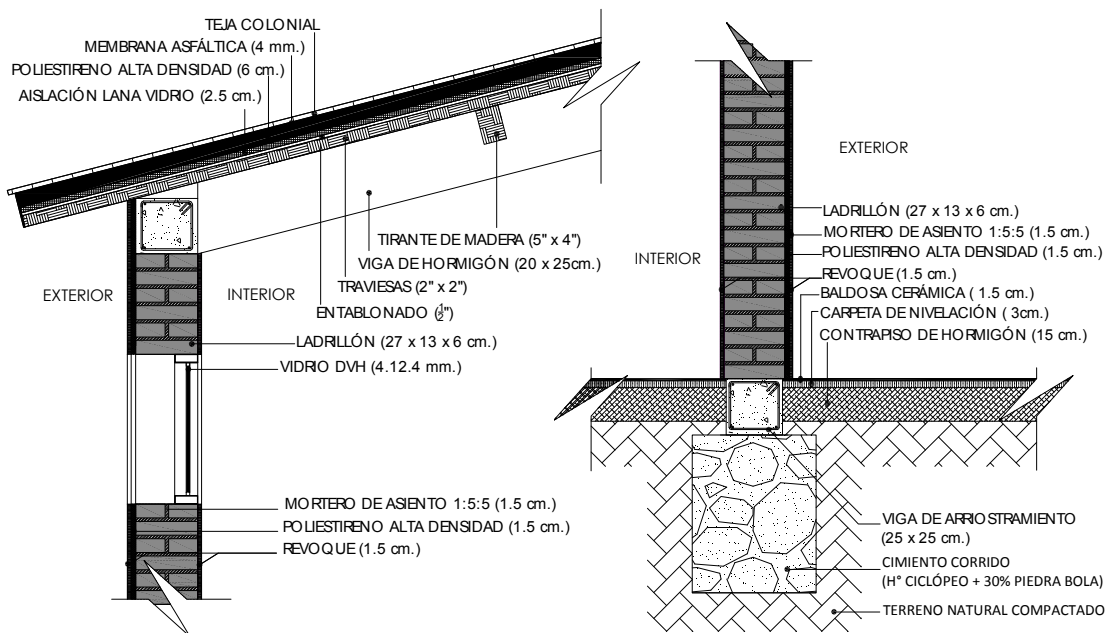 TEJA COLONIAL
MEMBRANA ASFÁLTICA (4 mm.)
POLIESTIRENO ALTA DENSIDAD (6 cm.)
AISLACIÓN LANA VIDRIO (2.5 cm.)
TIRANTE DE MADERA (5" x 4")
VIGA DE HORMIGÓN (20 x 25cm.)
TRAVIESAS (2" x 2")
ENTABLONADO (½")
EXTERIOR
INTERIOR
LADRILLÓN (27 x 13 x 6 cm.)
VIDRIO DVH (4.12.4 mm.)
MORTERO DE ASIENTO 1:5:5 (1.5 cm.)
POLIESTIRENO ALTA DENSIDAD (1.5 cm.)
REVOQUE (1.5 cm.)
EXTERIOR
INTERIOR
LADRILLÓN (27 x 13 x 6 cm.)
MORTERO DE ASIENTO 1:5:5 (1.5 cm.)
POLIESTIRENO ALTA DENSIDAD (1.5 cm.)
REVOQUE (1.5 cm.)
BALDOSA CERÁMICA ( 1.5 cm.)
CARPETA DE NIVELACIÓN ( 3cm.)
CONTRAPISO DE HORMIGÓN (15 cm.)
VIGA DE ARRIOSTRAMIENTO
(25 x 25 cm.)
CIMIENTO CORRIDO
(H° CICLÓPEO + 30% PIEDRA BOLA)
TERRENO NATURAL COMPACTADO